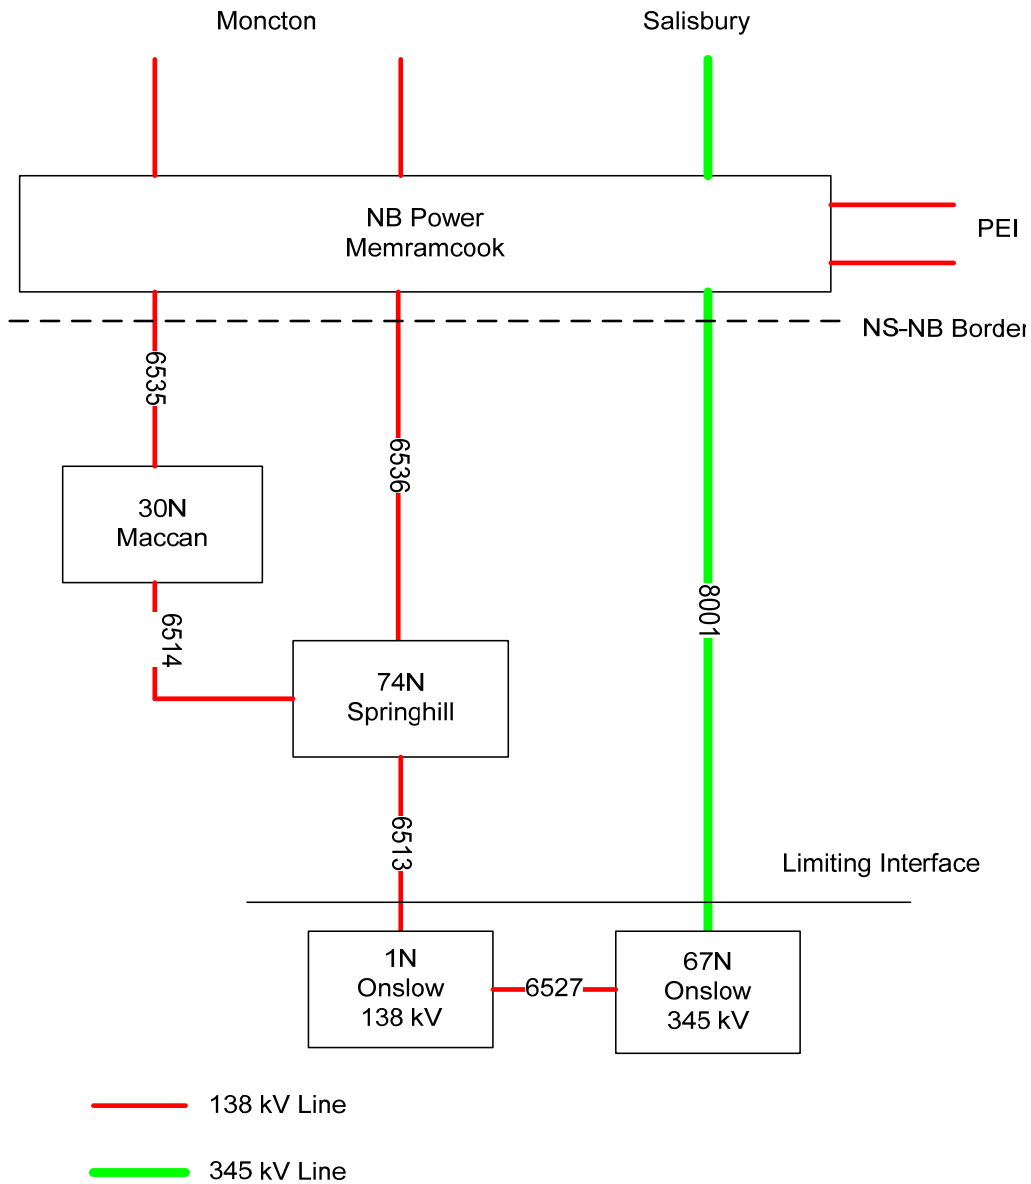 Moncton
Salisbury
NB Power
Memramcook
PEI
NS-NB Border
6535
6536
30N
Maccan
8001
6514
74N
Springhill
6513
Limiting Interface
1N
Onslow
138 kV
6527
67N
Onslow
345 kV
138 kV Line
345 kV Line